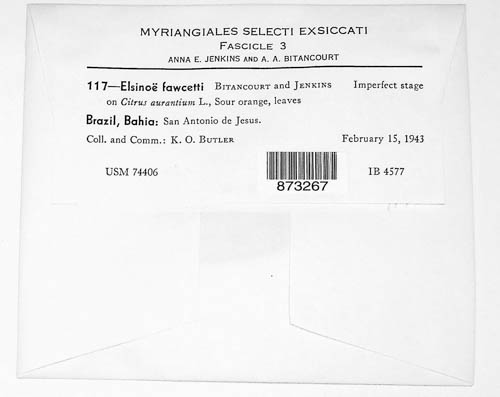 MYRIANGIALES SELECTI EXSICCATI
FASCICLE 3
ANNA E. JENKINS AND A. A. BITANCOURT
117—Elsinoë fawcetti BITANCOURT and JENKINS Imperfect stage
on Citrus aurantium L., Sour orange, leaves
Brazil, Bahia: San Antonio de Jesus.
Coll. and Comm.: K. O. BUTLER February 15, 1943
USM 74406 IB 4577
873267